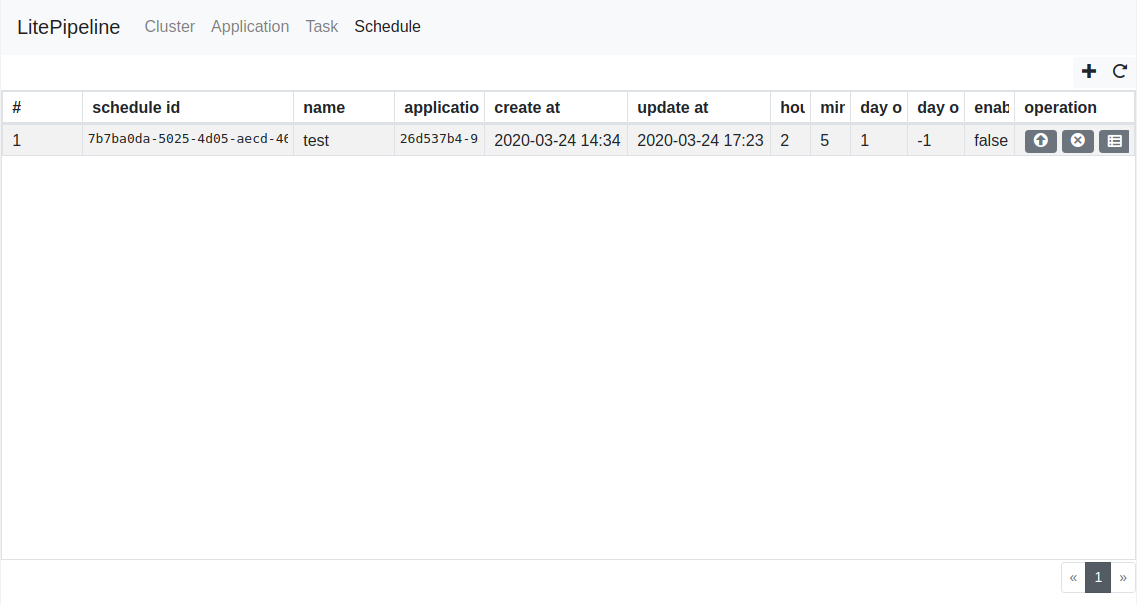 LitePipeline Cluster Application Task Schedule
# schedule id name applicatio create at update at hou min day o day o enab operation
1 7b7ba0da-5025-4d05-aecd-46 test 26d537b4-9 2020-03-24 14:34 2020-03-24 17:23 2 5 1 -1 false
« 1 »